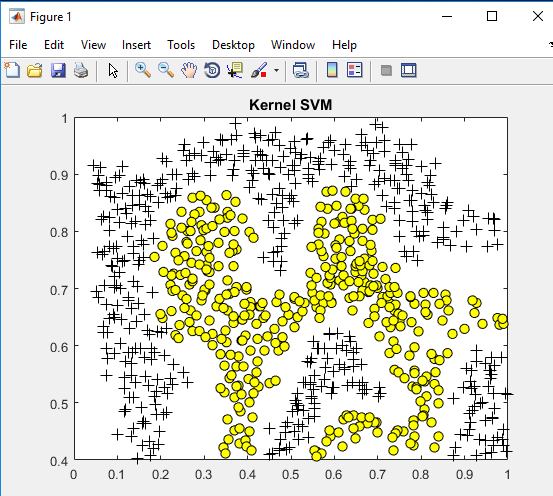 Figure 1
File Edit View Insert Tools Desktop Window Help
Kernel SVM
1
0.9
0.8
0.7
0.6
0.5
0.4
0 0.1 0.2 0.3 0.4 0.5 0.6 0.7 0.8 0.9 1